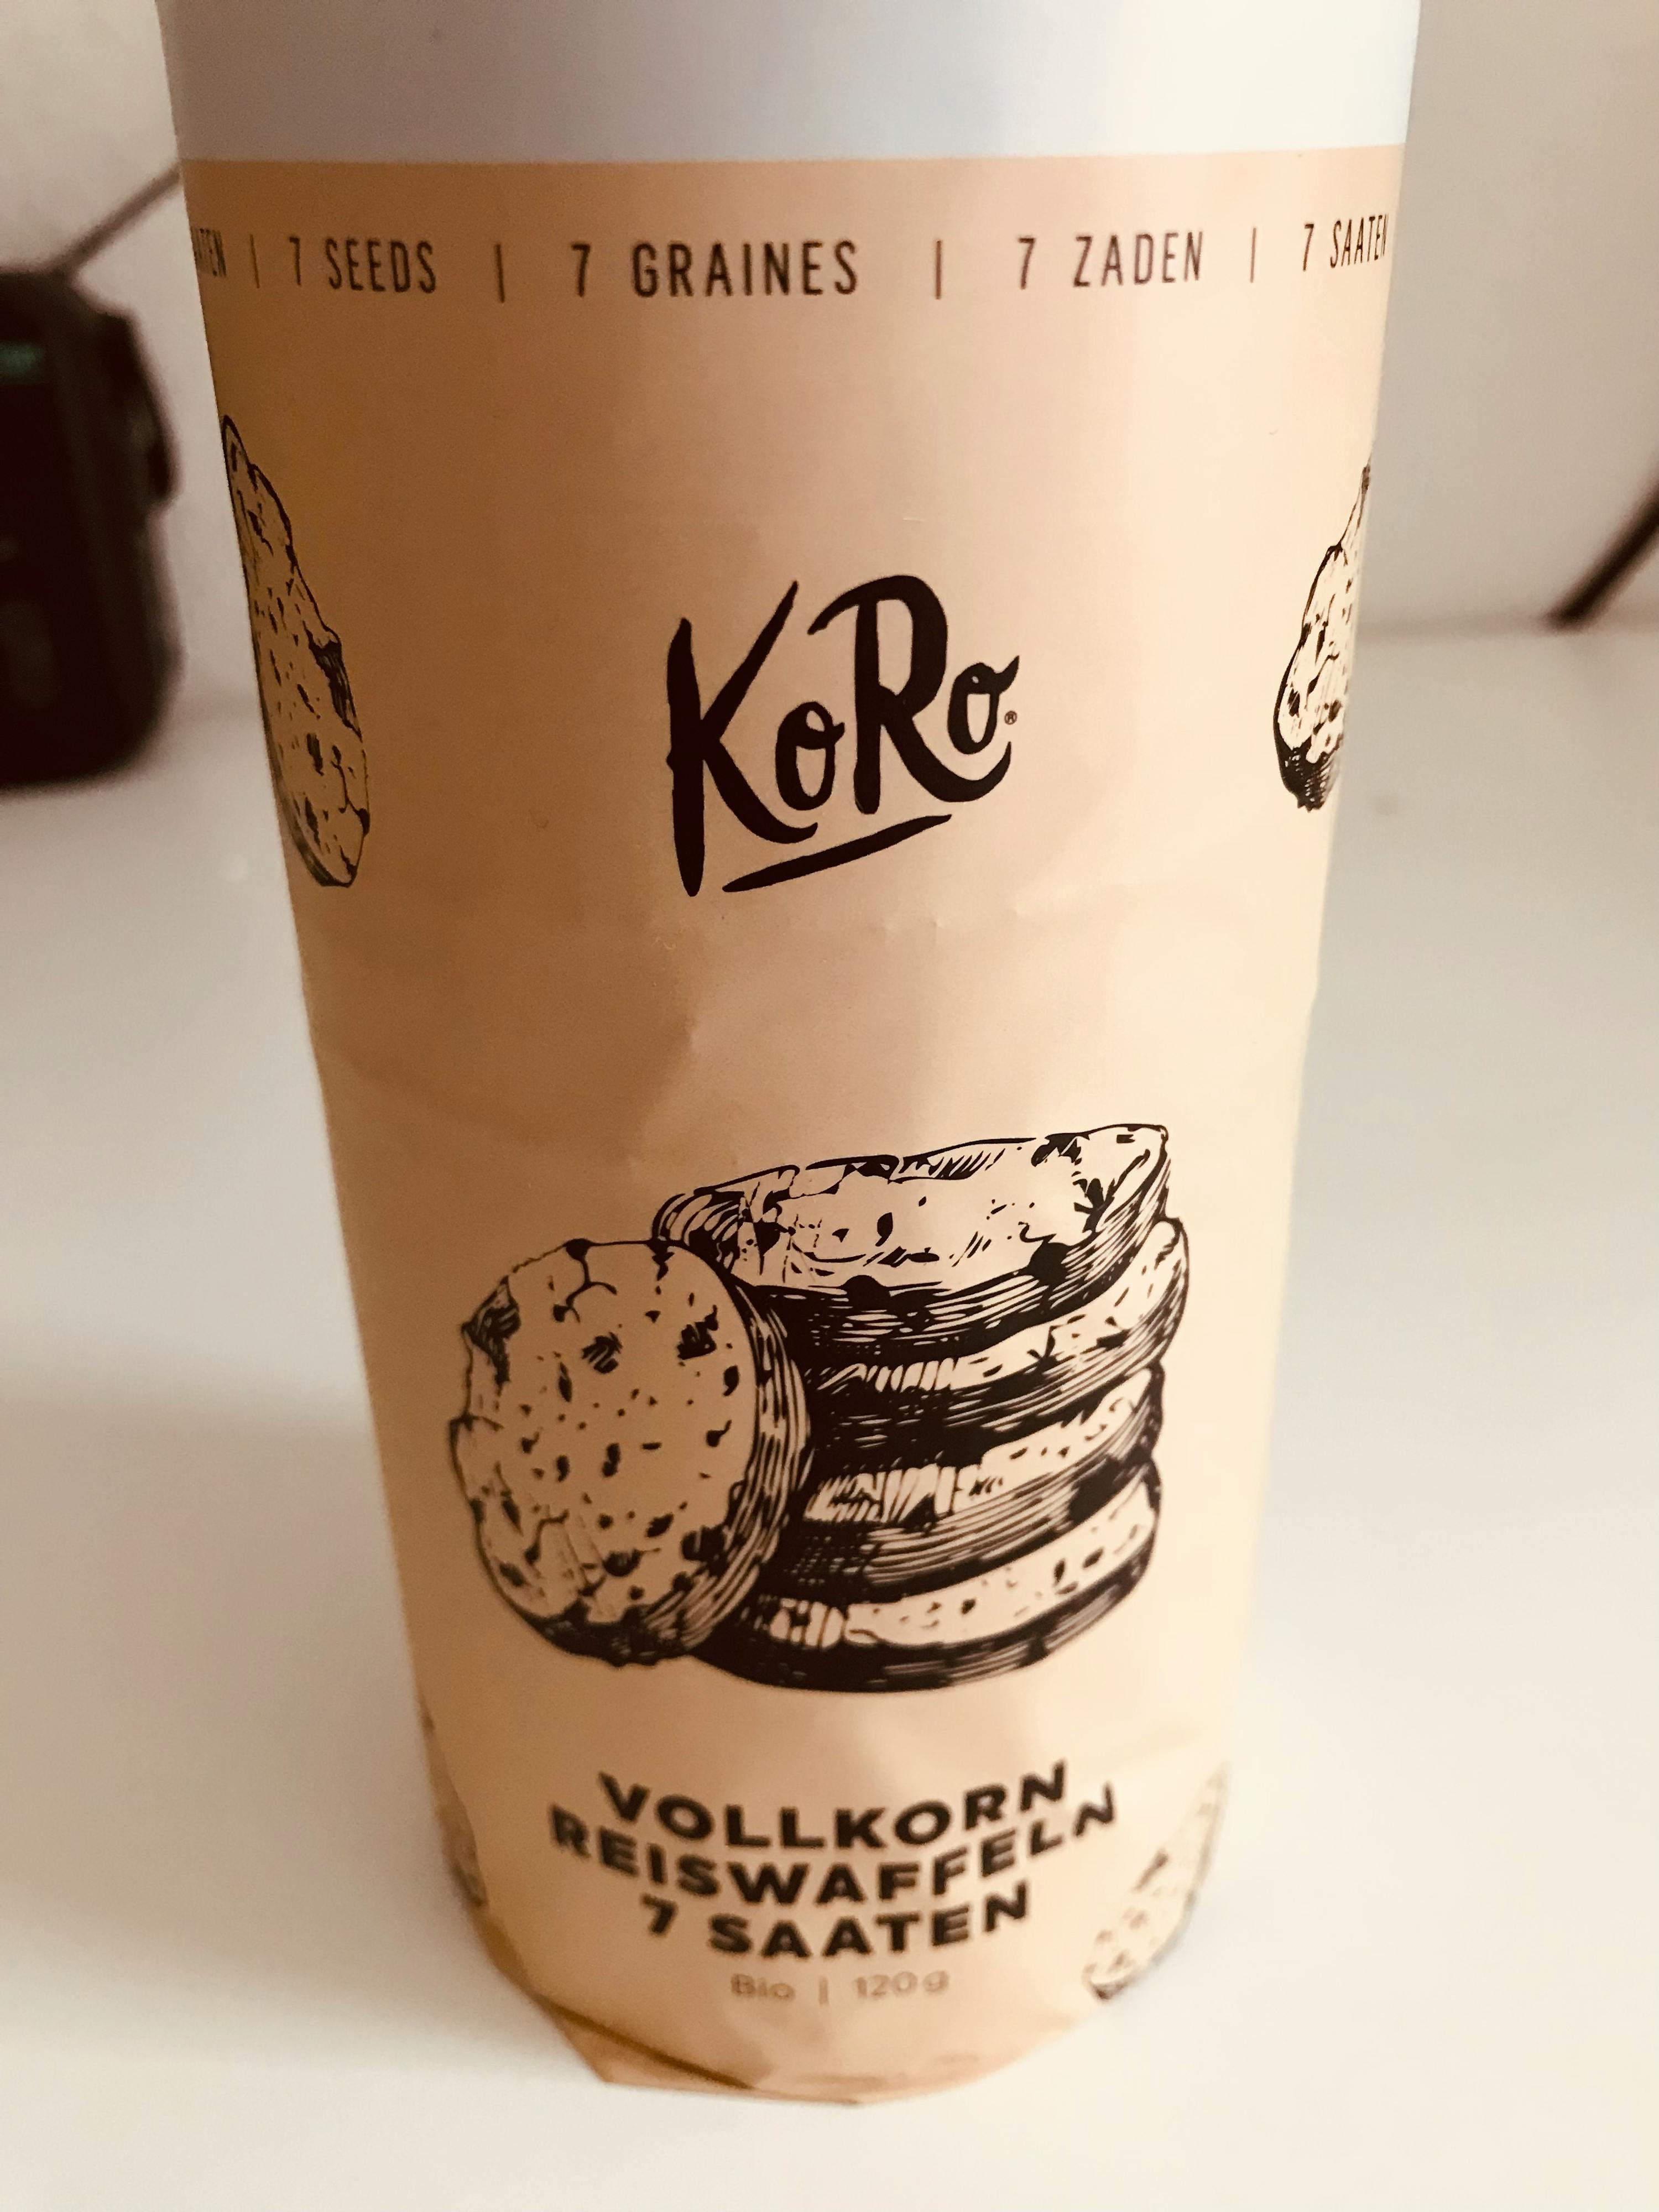 7 SEEDS | 7 GRAINES | 7 ZADEN | 7 SAATEN
KoRo®
VOLLKORN
REISWAFFELN
7 SAATEN
Bio | 120g